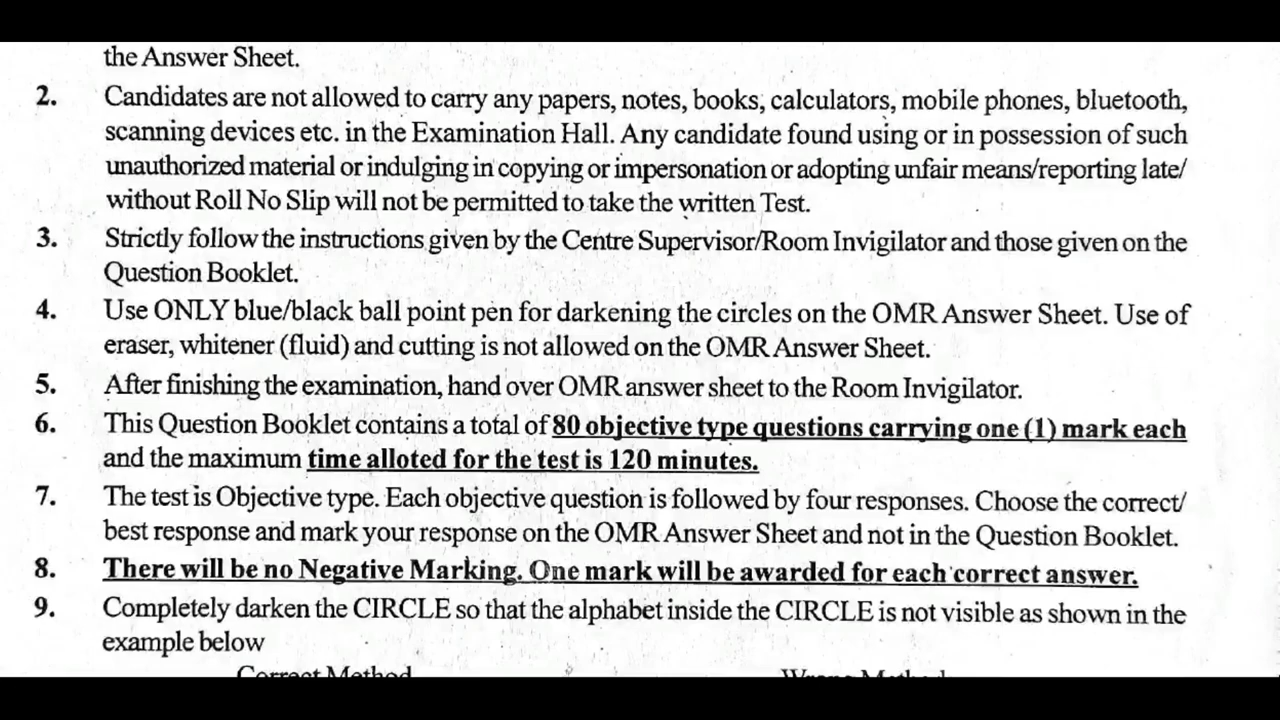 the Answer Sheet.
2. Candidates are not allowed to carry any papers, notes, books, calculators, mobile phones, bluetooth,
scanning devices etc. in the Examination Hall. Any candidate found using or in possession of such
unauthorized material or indulging in copying or impersonation or adopting unfair means/reporting late/
without Roll No Slip will not be permitted to take the written Test.
3. Strictly follow the instructions given by the Centre Supervisor/Room Invigilator and those given on the
Question Booklet.
4. Use ONLY blue/black ball point pen for darkening the circles on the OMR Answer Sheet. Use of
eraser, whitener (fluid) and cutting is not allowed on the OMR Answer Sheet.
5. After finishing the examination, hand over OMR answer sheet to the Room Invigilator.
6. This Question Booklet contains a total of 80 objective type questions carrying one (1) mark each
and the maximum time alloted for the test is 120 minutes.
7. The test is Objective type. Each objective question is followed by four responses. Choose the correct/
best response and mark your response on the OMR Answer Sheet and not in the Question Booklet.
8. There will be no Negative Marking. One mark will be awarded for each correct answer.
9. Completely darken the CIRCLE so that the alphabet inside the CIRCLE is not visible as shown in the
example below
Correct Method Wrong Method